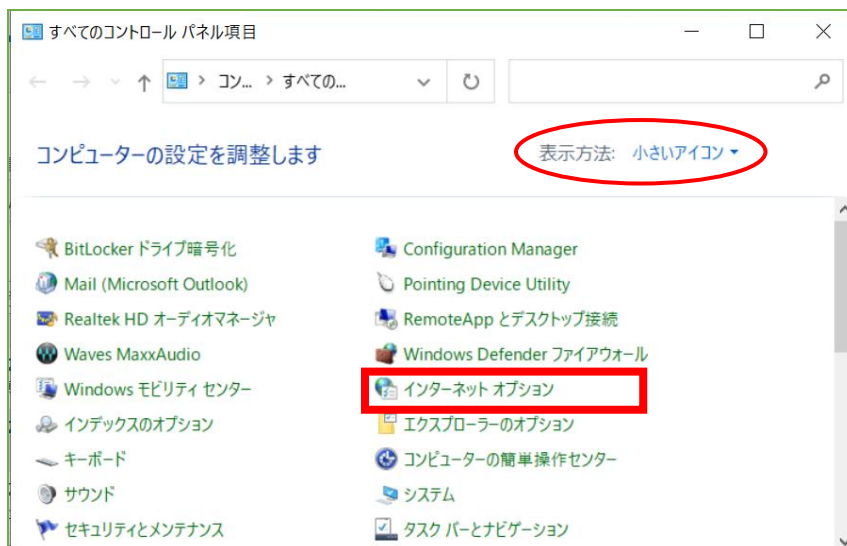 すべてのコントロール パネル項目
コン... すべての...
コンピューターの設定を調整します
表示方法: 小さいアイコン
BitLocker ドライブ暗号化
Configuration Manager
Mail (Microsoft Outlook)
Pointing Device Utility
Realtek HD オーディオマネージャ
RemoteApp とデスクトップ接続
Waves MaxxAudio
Windows Defender ファイアウォール
Windows モビリティ センター
インターネット オプション
インデックスのオプション
エクスプローラーのオプション
キーボード
コンピューターの簡単操作センター
サウンド
システム
セキュリティとメンテナンス
タスク バーとナビゲーション